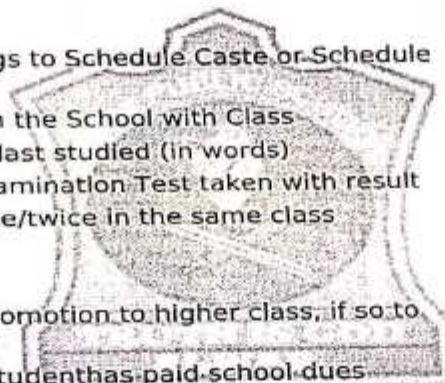 gs to Schedule Caste or Schedule
n the School with Class
last studied (in words)
amination Test taken with result
e/twice in the same class
omotion to higher class, if so to
tudenthas paid school dues